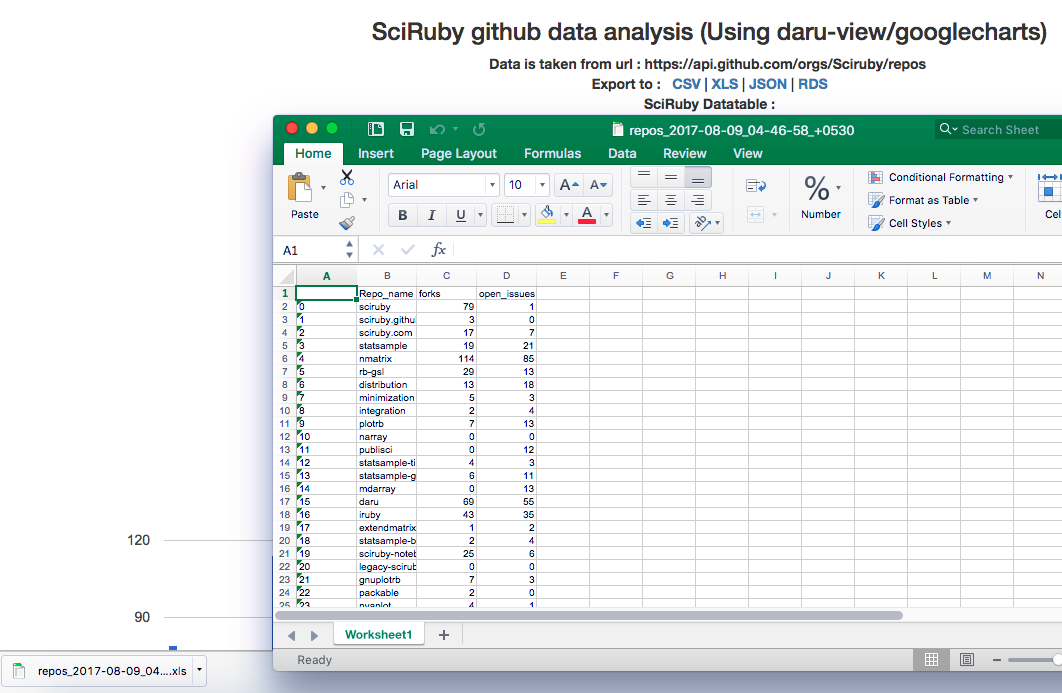 SciRuby github data analysis (Using daru-view/googlecharts)
Data is taken from url : https://api.github.com/orgs/Sciruby/repos
Export to : CSV | XLS | JSON | RDS
SciRuby Datatable :
repos_2017-08-09_04-46-58_+0530
Search Sheet
Home Insert Page Layout Formulas Data Review View
Paste
Arial 10 A A
B I U A
% Number
Conditional Formatting
Format as Table
Cell Styles
Cel
A1 fx
A B C D E F G H I J K L M N
1 Repo_name forks open_issues
2 0 sciruby 79 1
3 1 sciruby.githu 3 0
4 2 sciruby.com 17 7
5 3 statsample 19 21
6 4 nmatrix 114 85
7 5 rb-gsl 29 13
8 6 distribution 13 18
9 7 minimization 5 3
10 8 integration 2 4
11 9 plotrb 7 13
12 10 narray 0 0
13 11 publisci 0 12
14 12 statsample-ti 4 3
15 13 statsample-g 6 11
16 14 mdarray 0 13
17 15 daru 69 55
18 16 iruby 43 35
19 17 extendmatrix 1 2
20 18 statsample-b 2 4
21 19 sciruby-notet 25 6
22 20 legacy-scirub 0 0
23 21 gnuplotrb 7 3
24 22 packable 2 0
25 23 nyaplot 4 1
120
90
Worksheet1 +
Ready
repos_2017-08-09_04....xls